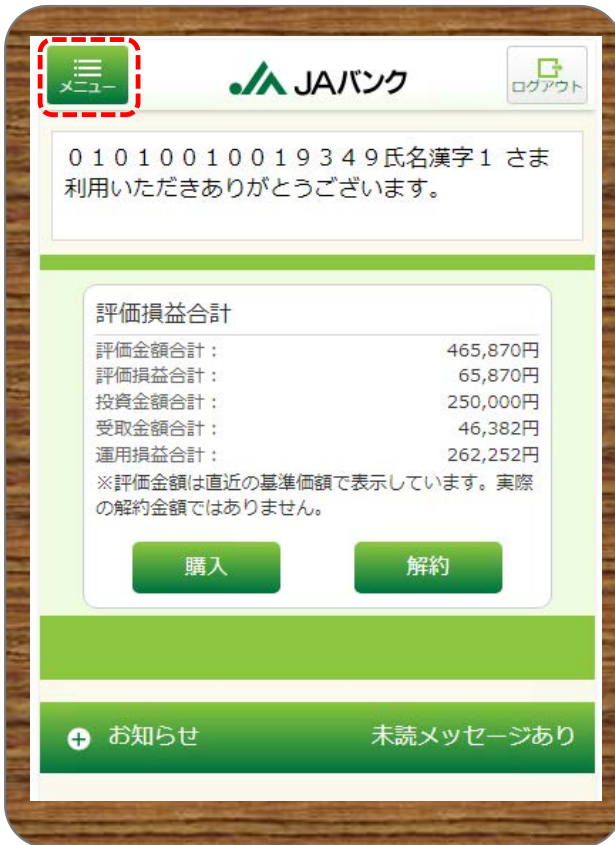 メニュー
JAバンク
ログアウト
01010010019349氏名漢字1 さま
利用いただきありがとうございます。
評価損益合計
評価金額合計: 465,870円
評価損益合計: 65,870円
投資金額合計: 250,000円
受取金額合計: 46,382円
運用損益合計: 262,252円
※評価金額は直近の基準価額で表示しています。実際
の解約金額ではありません。
購入 解約
お知らせ 未読メッセージあり